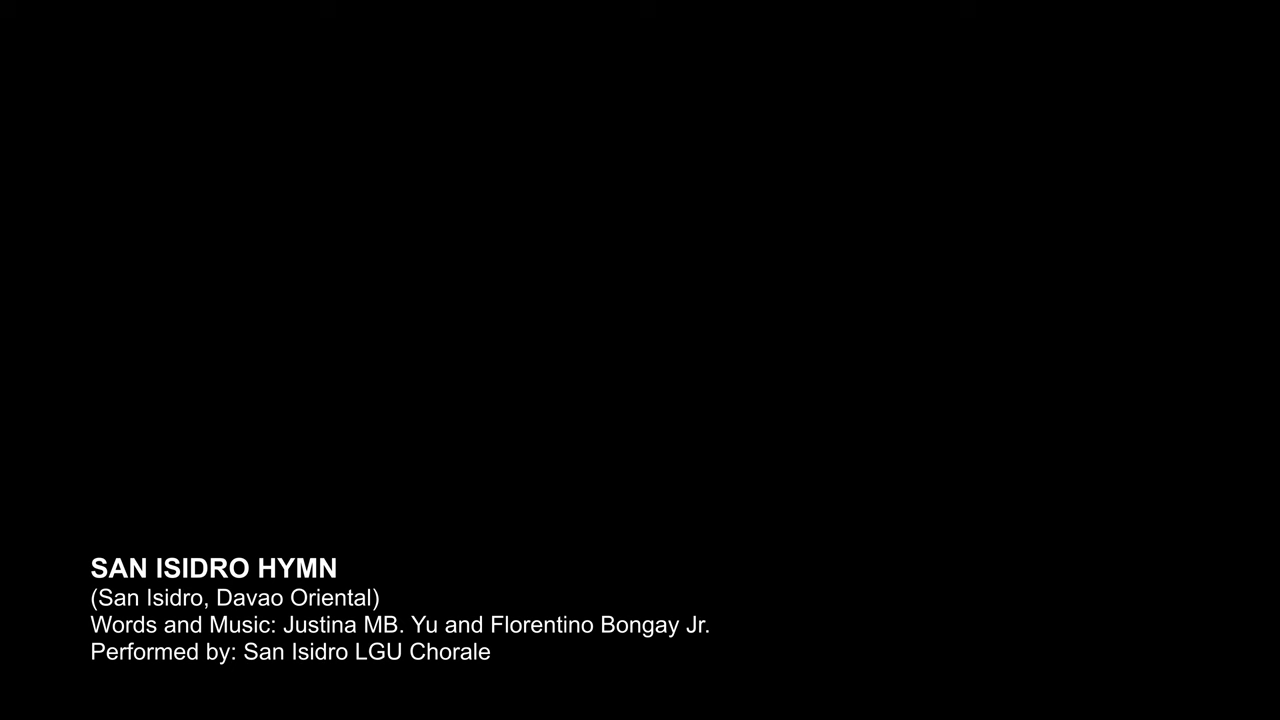 SAN ISIDRO HYMN
(San Isidro, Davao Oriental)
Words and Music: Justina MB. Yu and Florentino Bongay Jr.
Performed by: San Isidro LGU Chorale